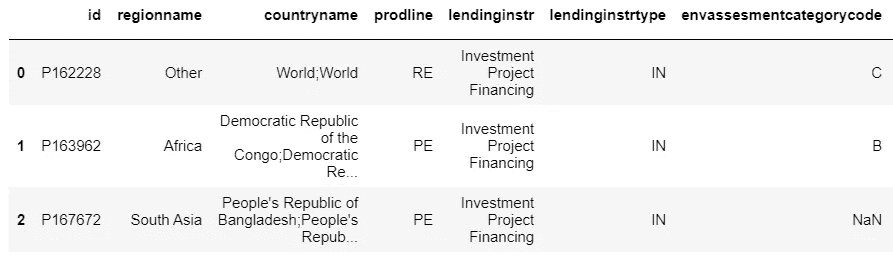 id regionname countryname prodline lendinginstr lendinginstrtype envassesmentcategorycode
0 P162228 Other World;World RE Investment Project Financing IN C
1 P163962 Africa Democratic Republic of the Congo;Democratic Re... PE Investment Project Financing IN B
2 P167672 South Asia People's Republic of Bangladesh;People's Repub... PE Investment Project Financing IN NaN